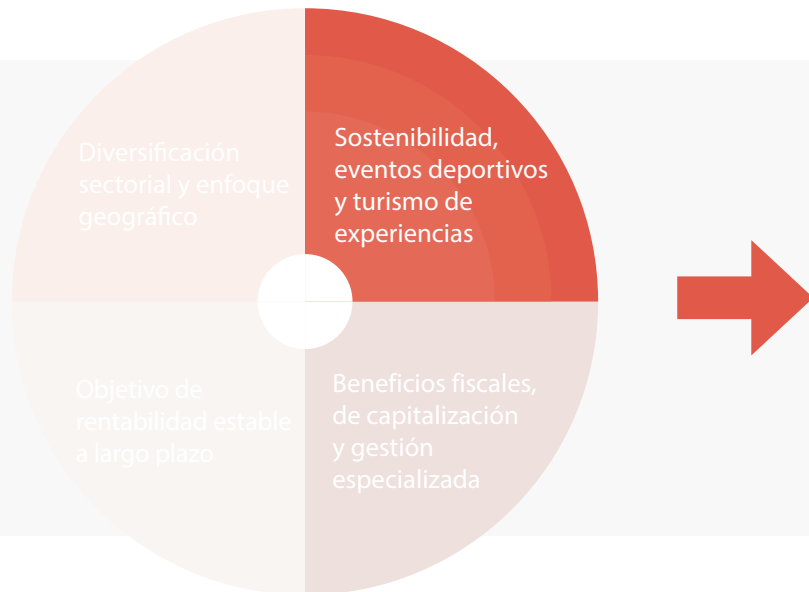 Diversificación
sectorial y enfoque
geográfico
Sostenibilidad,
eventos deportivos
y turismo de
experiencias
Objetivo de
rentabilidad estable
a largo plazo
Beneficios fiscales,
de capitalización
y gestión
especializada